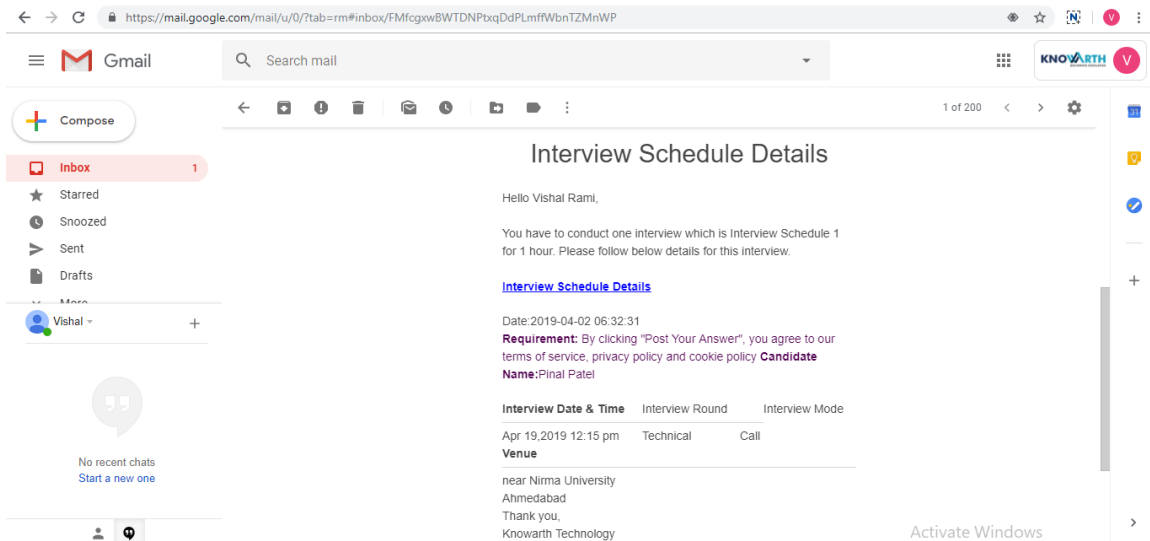 https://mail.google.com/mail/u/0/?tab=rm#inbox/FMfcgxwBWTDNPtxqDdPLmffWbnTZMnWP
V
Gmail
Search mail
KNOWARTH
V
Compose
1 of 200
31
Inbox 1
Starred
Snoozed
Sent
Drafts
More
Vishal
No recent chats
Start a new one
Interview Schedule Details
Hello Vishal Rami,
You have to conduct one interview which is Interview Schedule 1
for 1 hour. Please follow below details for this interview.
Interview Schedule Details
Date:2019-04-02 06:32:31
Requirement: By clicking "Post Your Answer", you agree to our
terms of service, privacy policy and cookie policy Candidate
Name:Pinal Patel
Interview Date & Time Interview Round Interview Mode
Apr 19,2019 12:15 pm Technical Call
Venue
near Nirma University
Ahmedabad
Thank you,
Knowarth Technology
Activate Windows